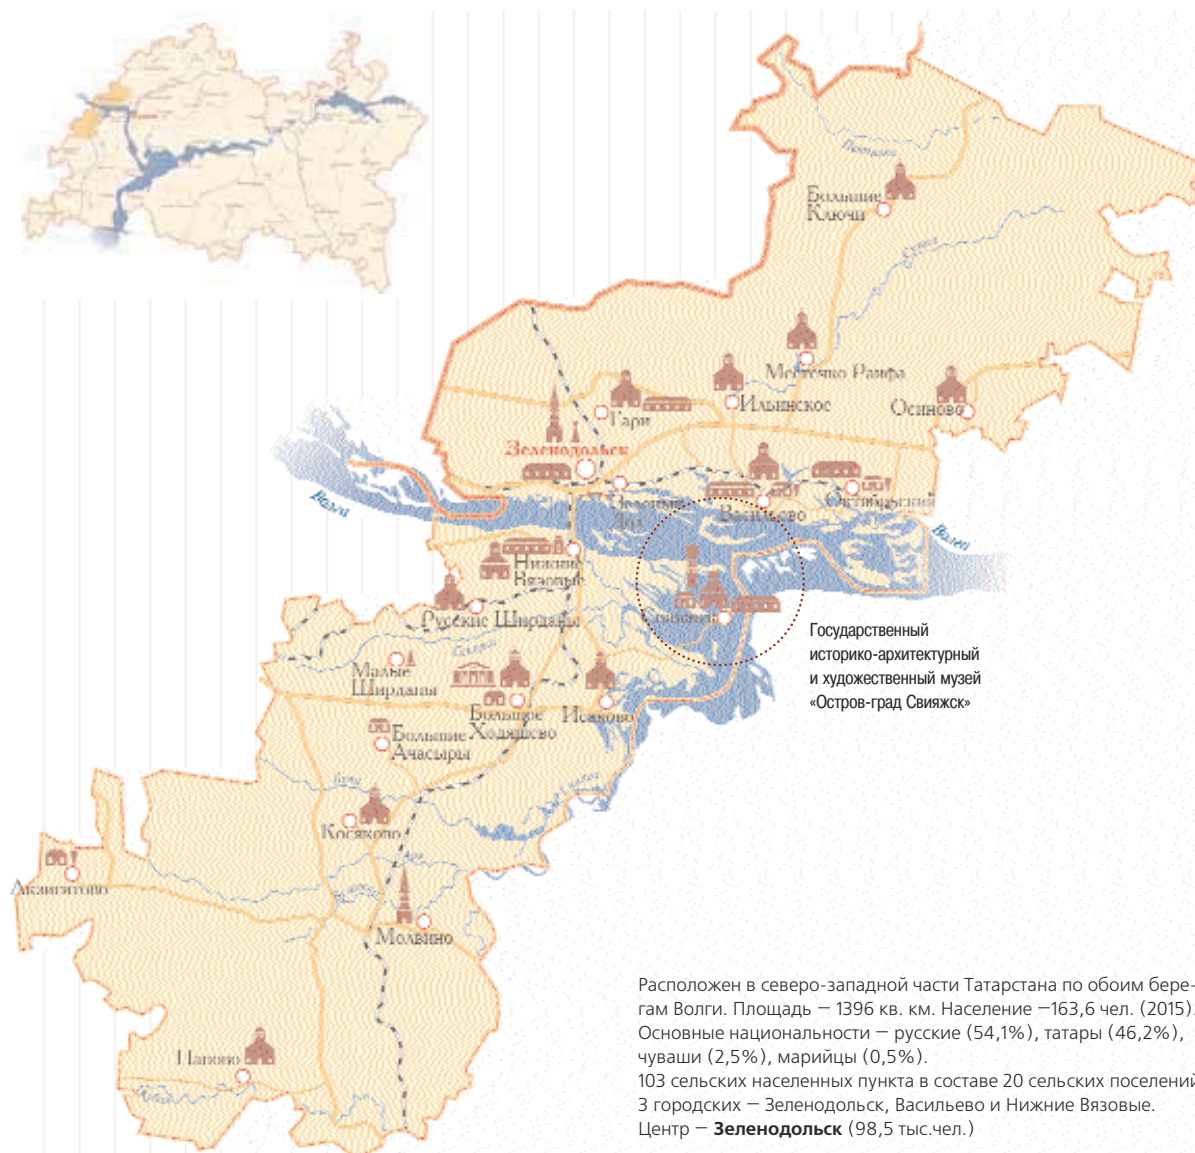 Большие
Ключи
Местечко Раифа
Ильинское
Осиново
Гари
Зеленодольск
Зеленый
Дол
Васильево
Октябрьский
Волга
Волга
Нижние
Вязовые
Свияжск
Русские Ширданы
Государственный
историко-архитектурный
и художественный музей
«Остров-град Свияжск»
Малые
Ширданы
Большое
Ходяшево
Исаково
Большие
Ачасыры
Косяково
Молвино
Расположен в северо-западной части Татарстана по обоим бере-
гам Волги. Площадь – 1396 кв. км. Население –163,6 чел. (2015).
Основные национальности – русские (54,1%), татары (46,2%),
чуваши (2,5%), марийцы (0,5%).
103 сельских населенных пункта в составе 20 сельских поселений
3 городских – Зеленодольск, Васильево и Нижние Вязовые.
Центр – Зеленодольск (98,5 тыс.чел.)